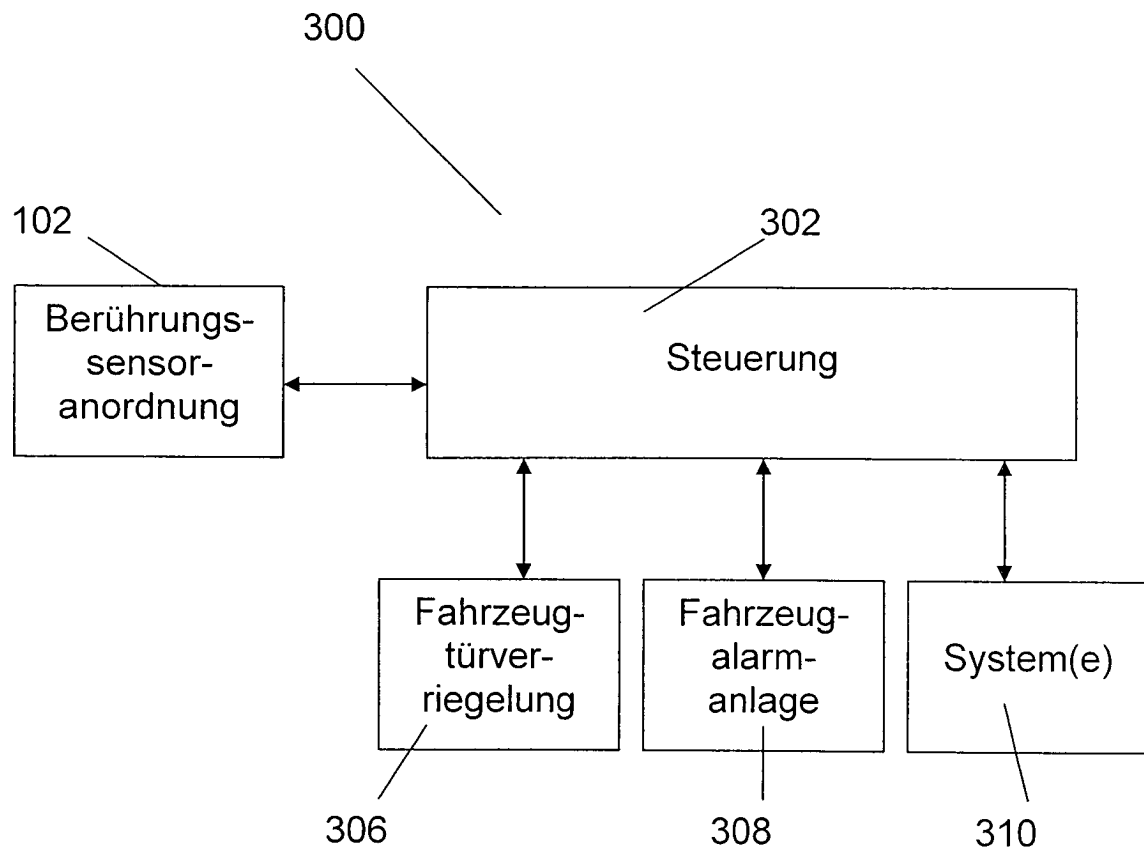 300
102
302
Berührungs-
sensor-
anordnung
Steuerung
Fahrzeug-
türver-
riegelung
Fahrzeug-
alarm-
anlage
System(e)
306
308
310